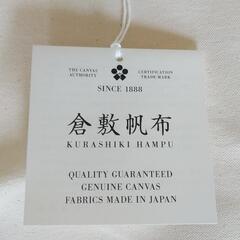 THE CANVAS
AUTHORITY
CERTIFICATION
TRADE MARK
SINCE 1888
倉敷帆布
KURASHIKI HAMPU
QUALITY GUARANTEED
GENUINE CANVAS
FABRICS MADE IN JAPAN